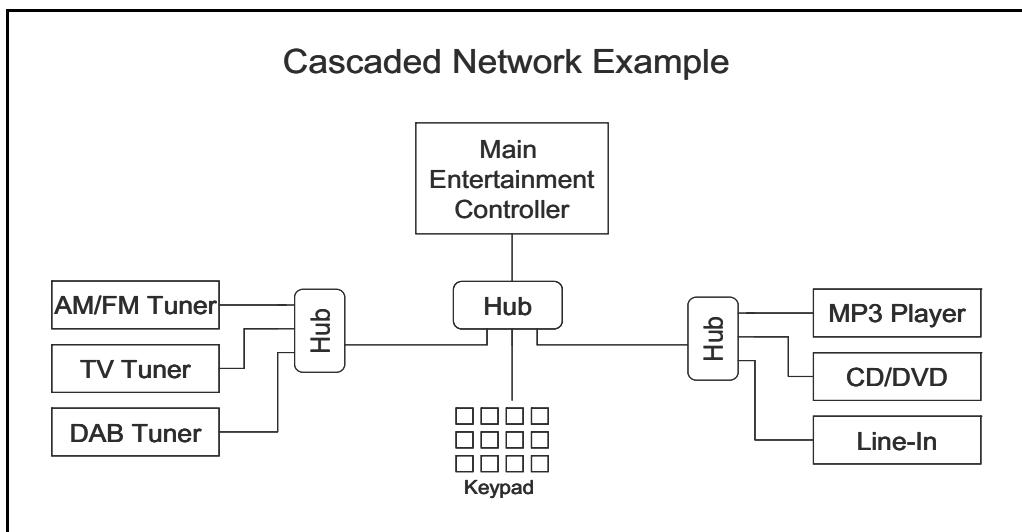 Cascaded Network Example
Main
Entertainment
Controller
Hub
AM/FM Tuner
TV Tuner
DAB Tuner
Hub
Hub
MP3 Player
CD/DVD
Line-In
Keypad